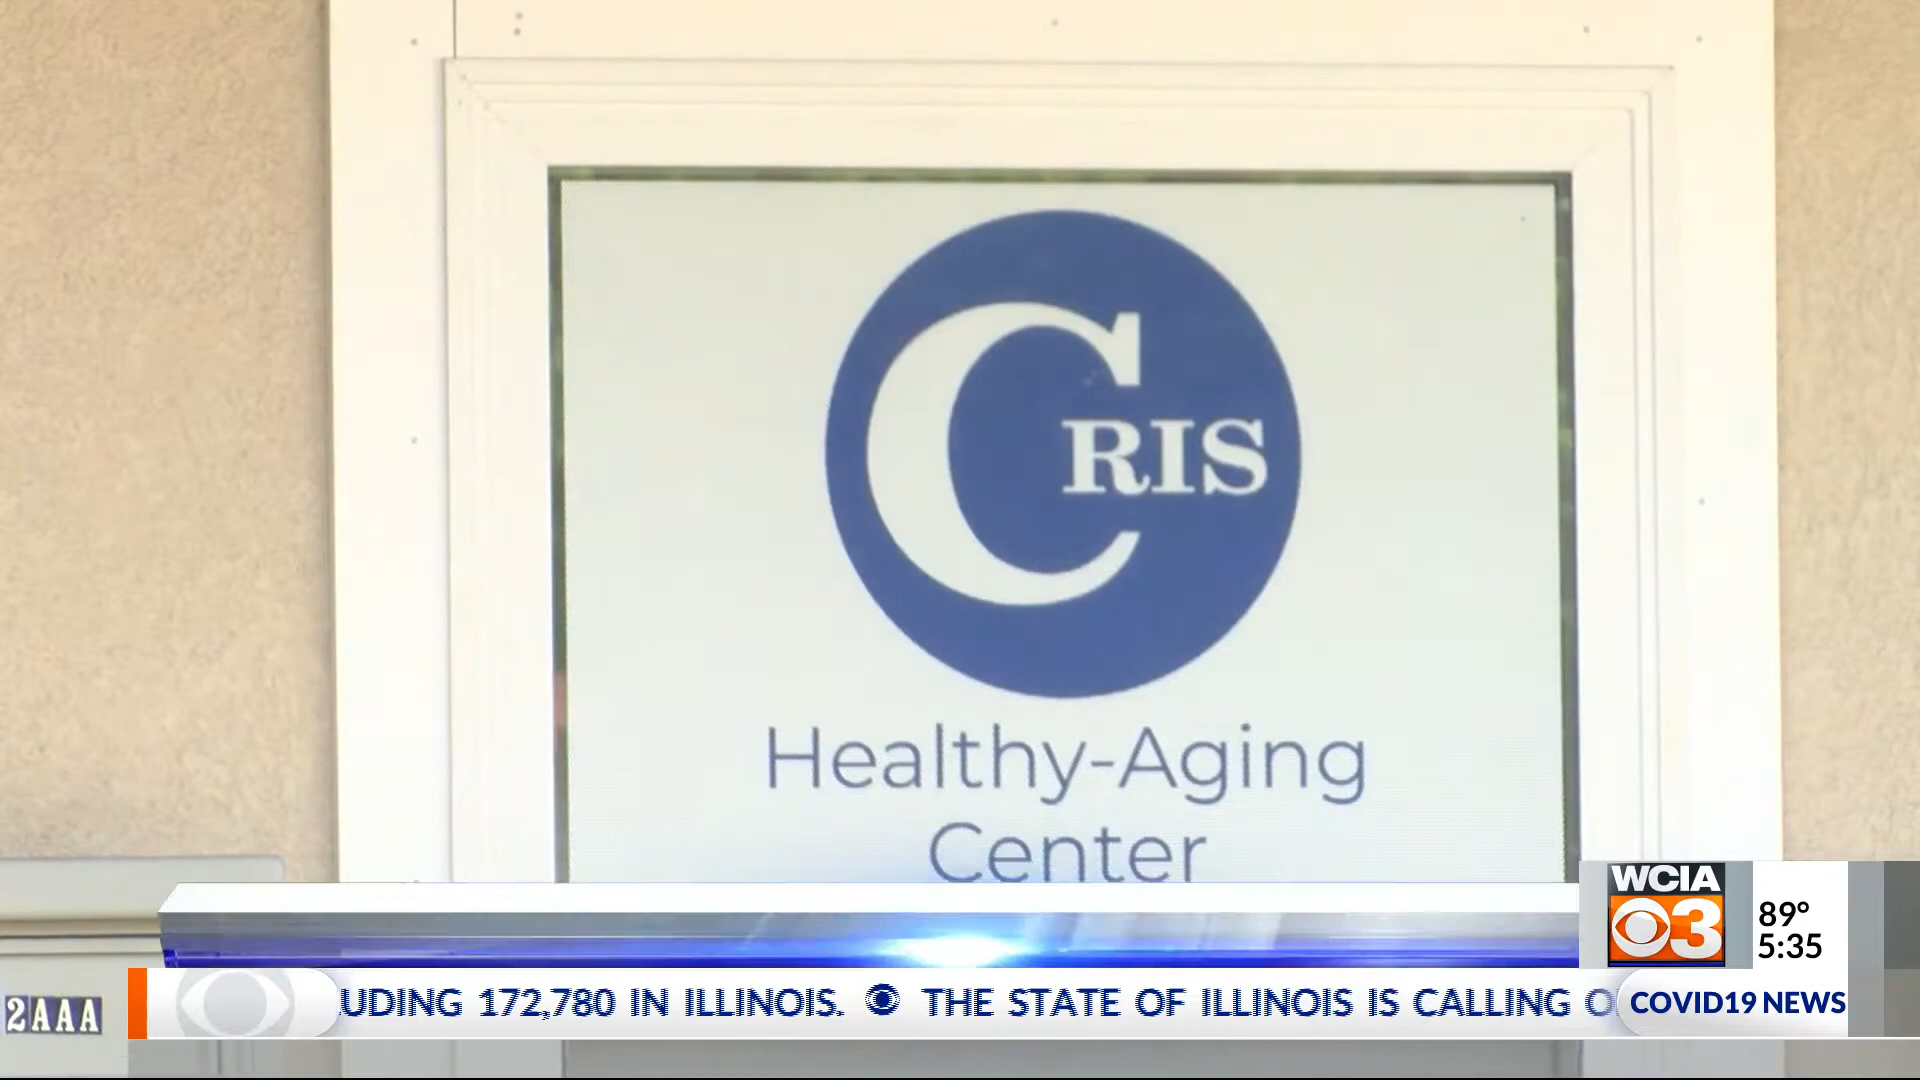 CRIS
Healthy-Aging
Center
WCIA
3
89°
5:35
2AAA
UDING 172,780 IN ILLINOIS. THE STATE OF ILLINOIS IS CALLING
COVID19 NEWS